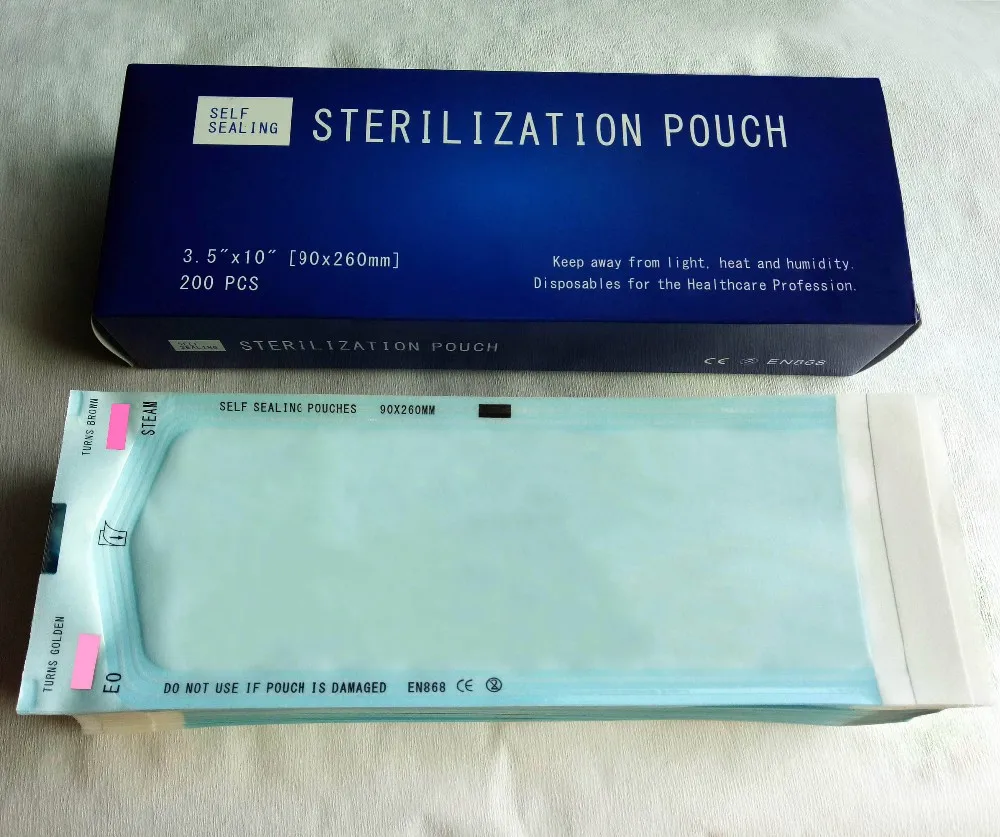 SELF
SEALING
STERILIZATION POUCH
3.5"x10" [90x260mm]
200 PCS
Keep away from light, heat and humidity.
Disposables for the Healthcare Profession.
SELF
SEALING
STERILIZATION POUCH
CE EN868
TURNS BROWN
STEAM
SELF SEALING POUCHES 90X260MM
TURNS GOLDEN
EO
DO NOT USE IF POUCH IS DAMAGED EN868 CE